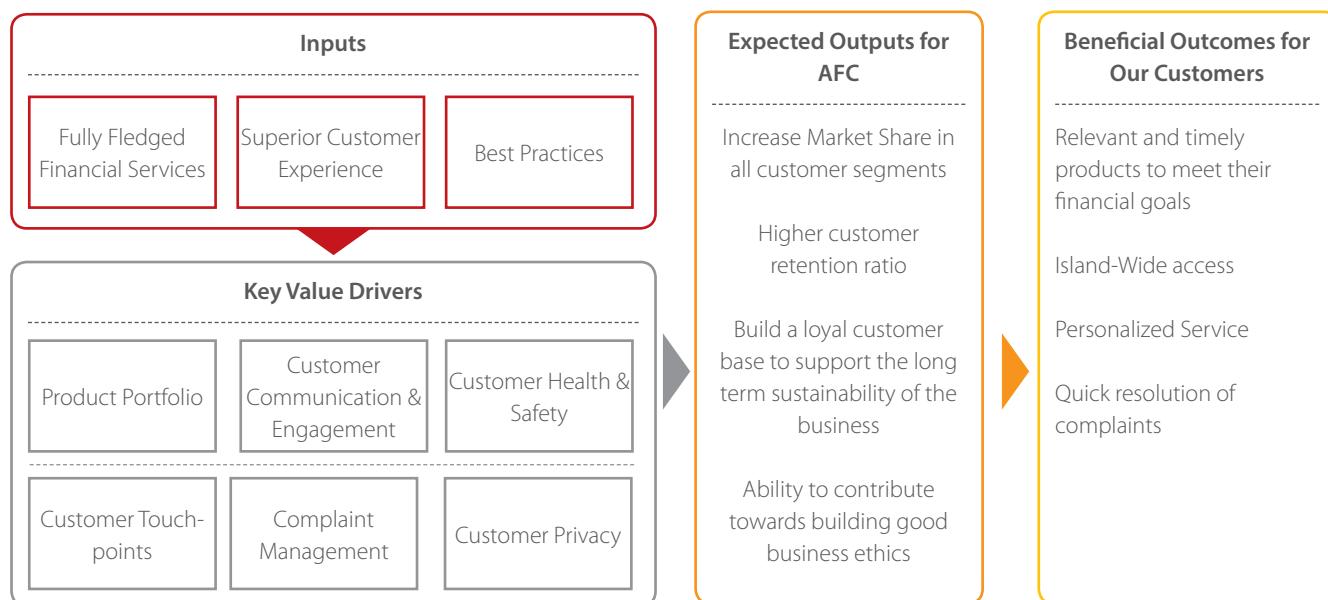 Inputs
Fully Fledged
Financial Services
Superior Customer
Experience
Best Practices
Key Value Drivers
Product Portfolio
Customer
Communication &
Engagement
Customer Health &
Safety
Customer Touch-
points
Complaint
Management
Customer Privacy
Expected Outputs for
AFC
Increase Market Share in
all customer segments
Higher customer
retention ratio
Build a loyal customer
base to support the long
term sustainability of the
business
Ability to contribute
towards building good
business ethics
Beneficial Outcomes for
Our Customers
Relevant and timely
products to meet their
financial goals
Island-Wide access
Personalized Service
Quick resolution of
complaints